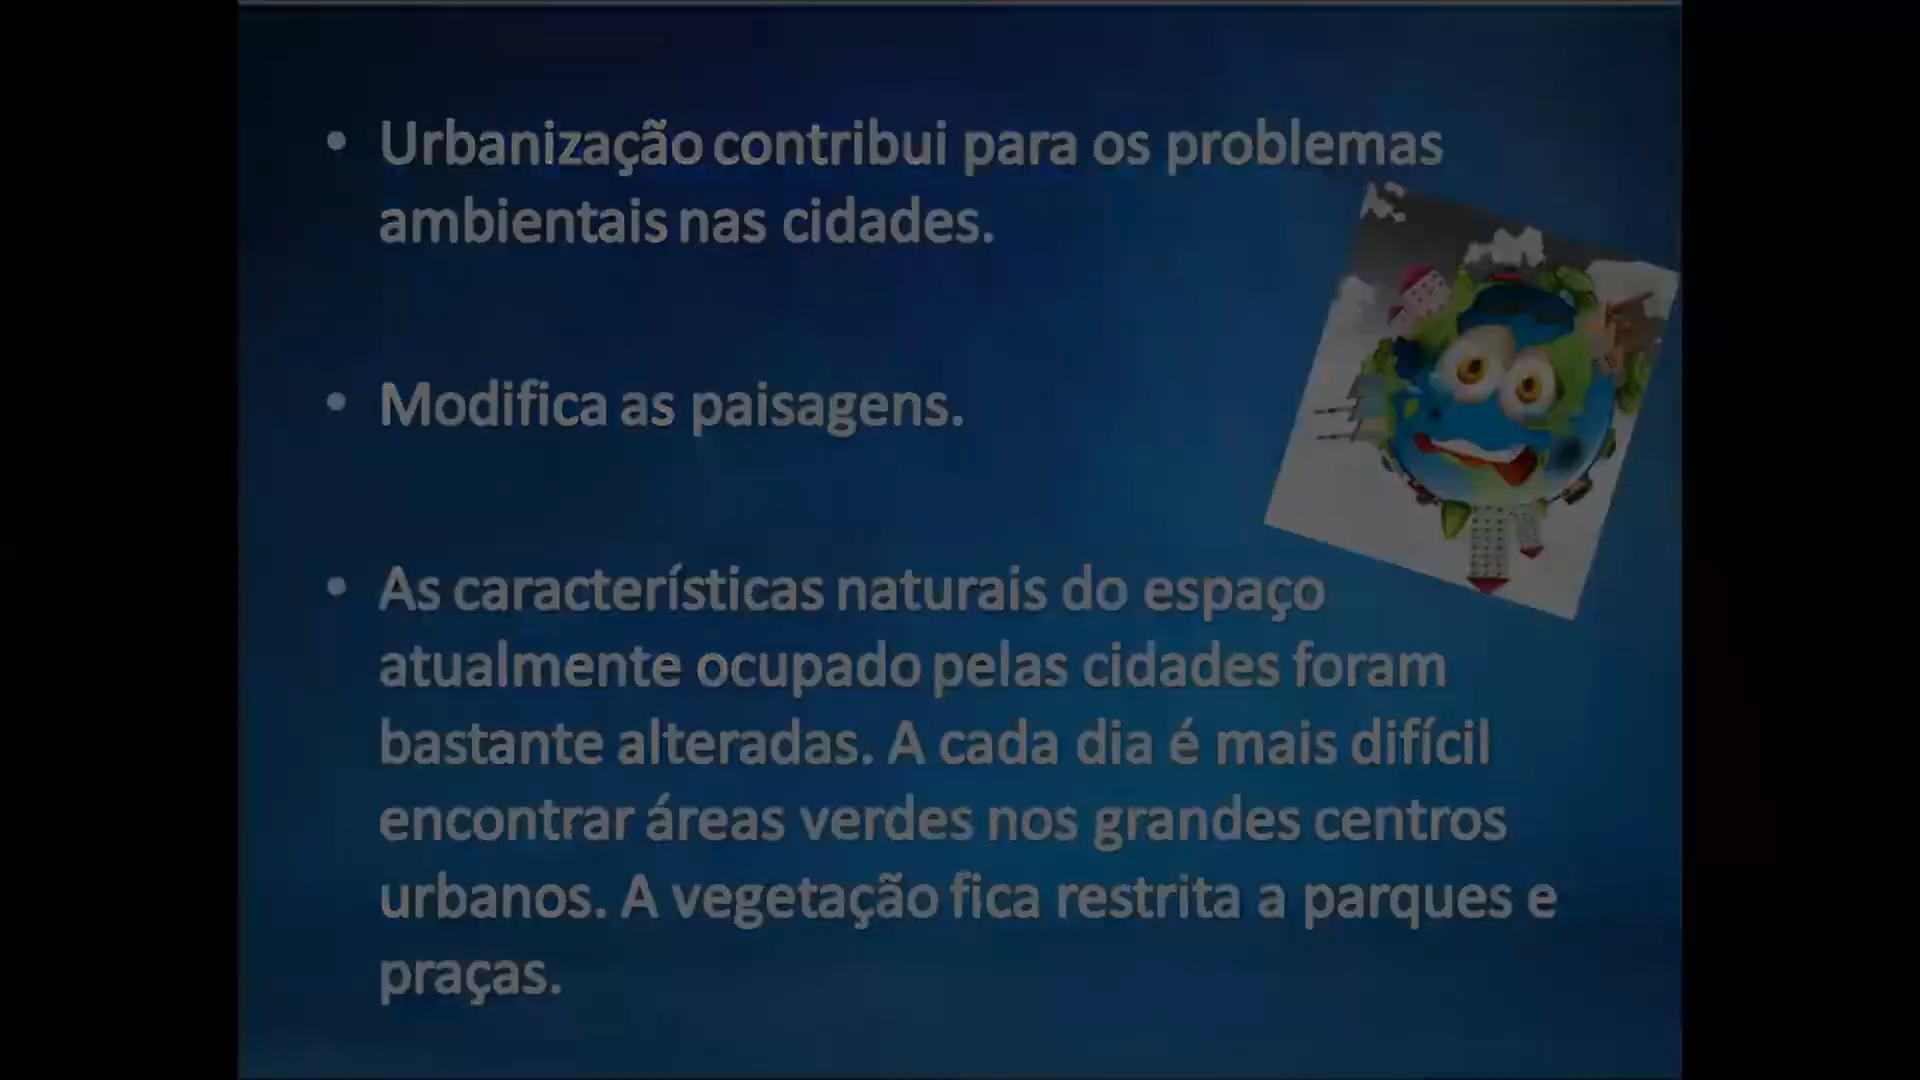 • Urbanização contribui para os problemas
ambientais nas cidades.
• Modifica as paisagens.
• As características naturais do espaço
atualmente ocupado pelas cidades foram
bastante alteradas. A cada dia é mais difícil
encontrar áreas verdes nos grandes centros
urbanos. A vegetação fica restrita a parques e
praças.